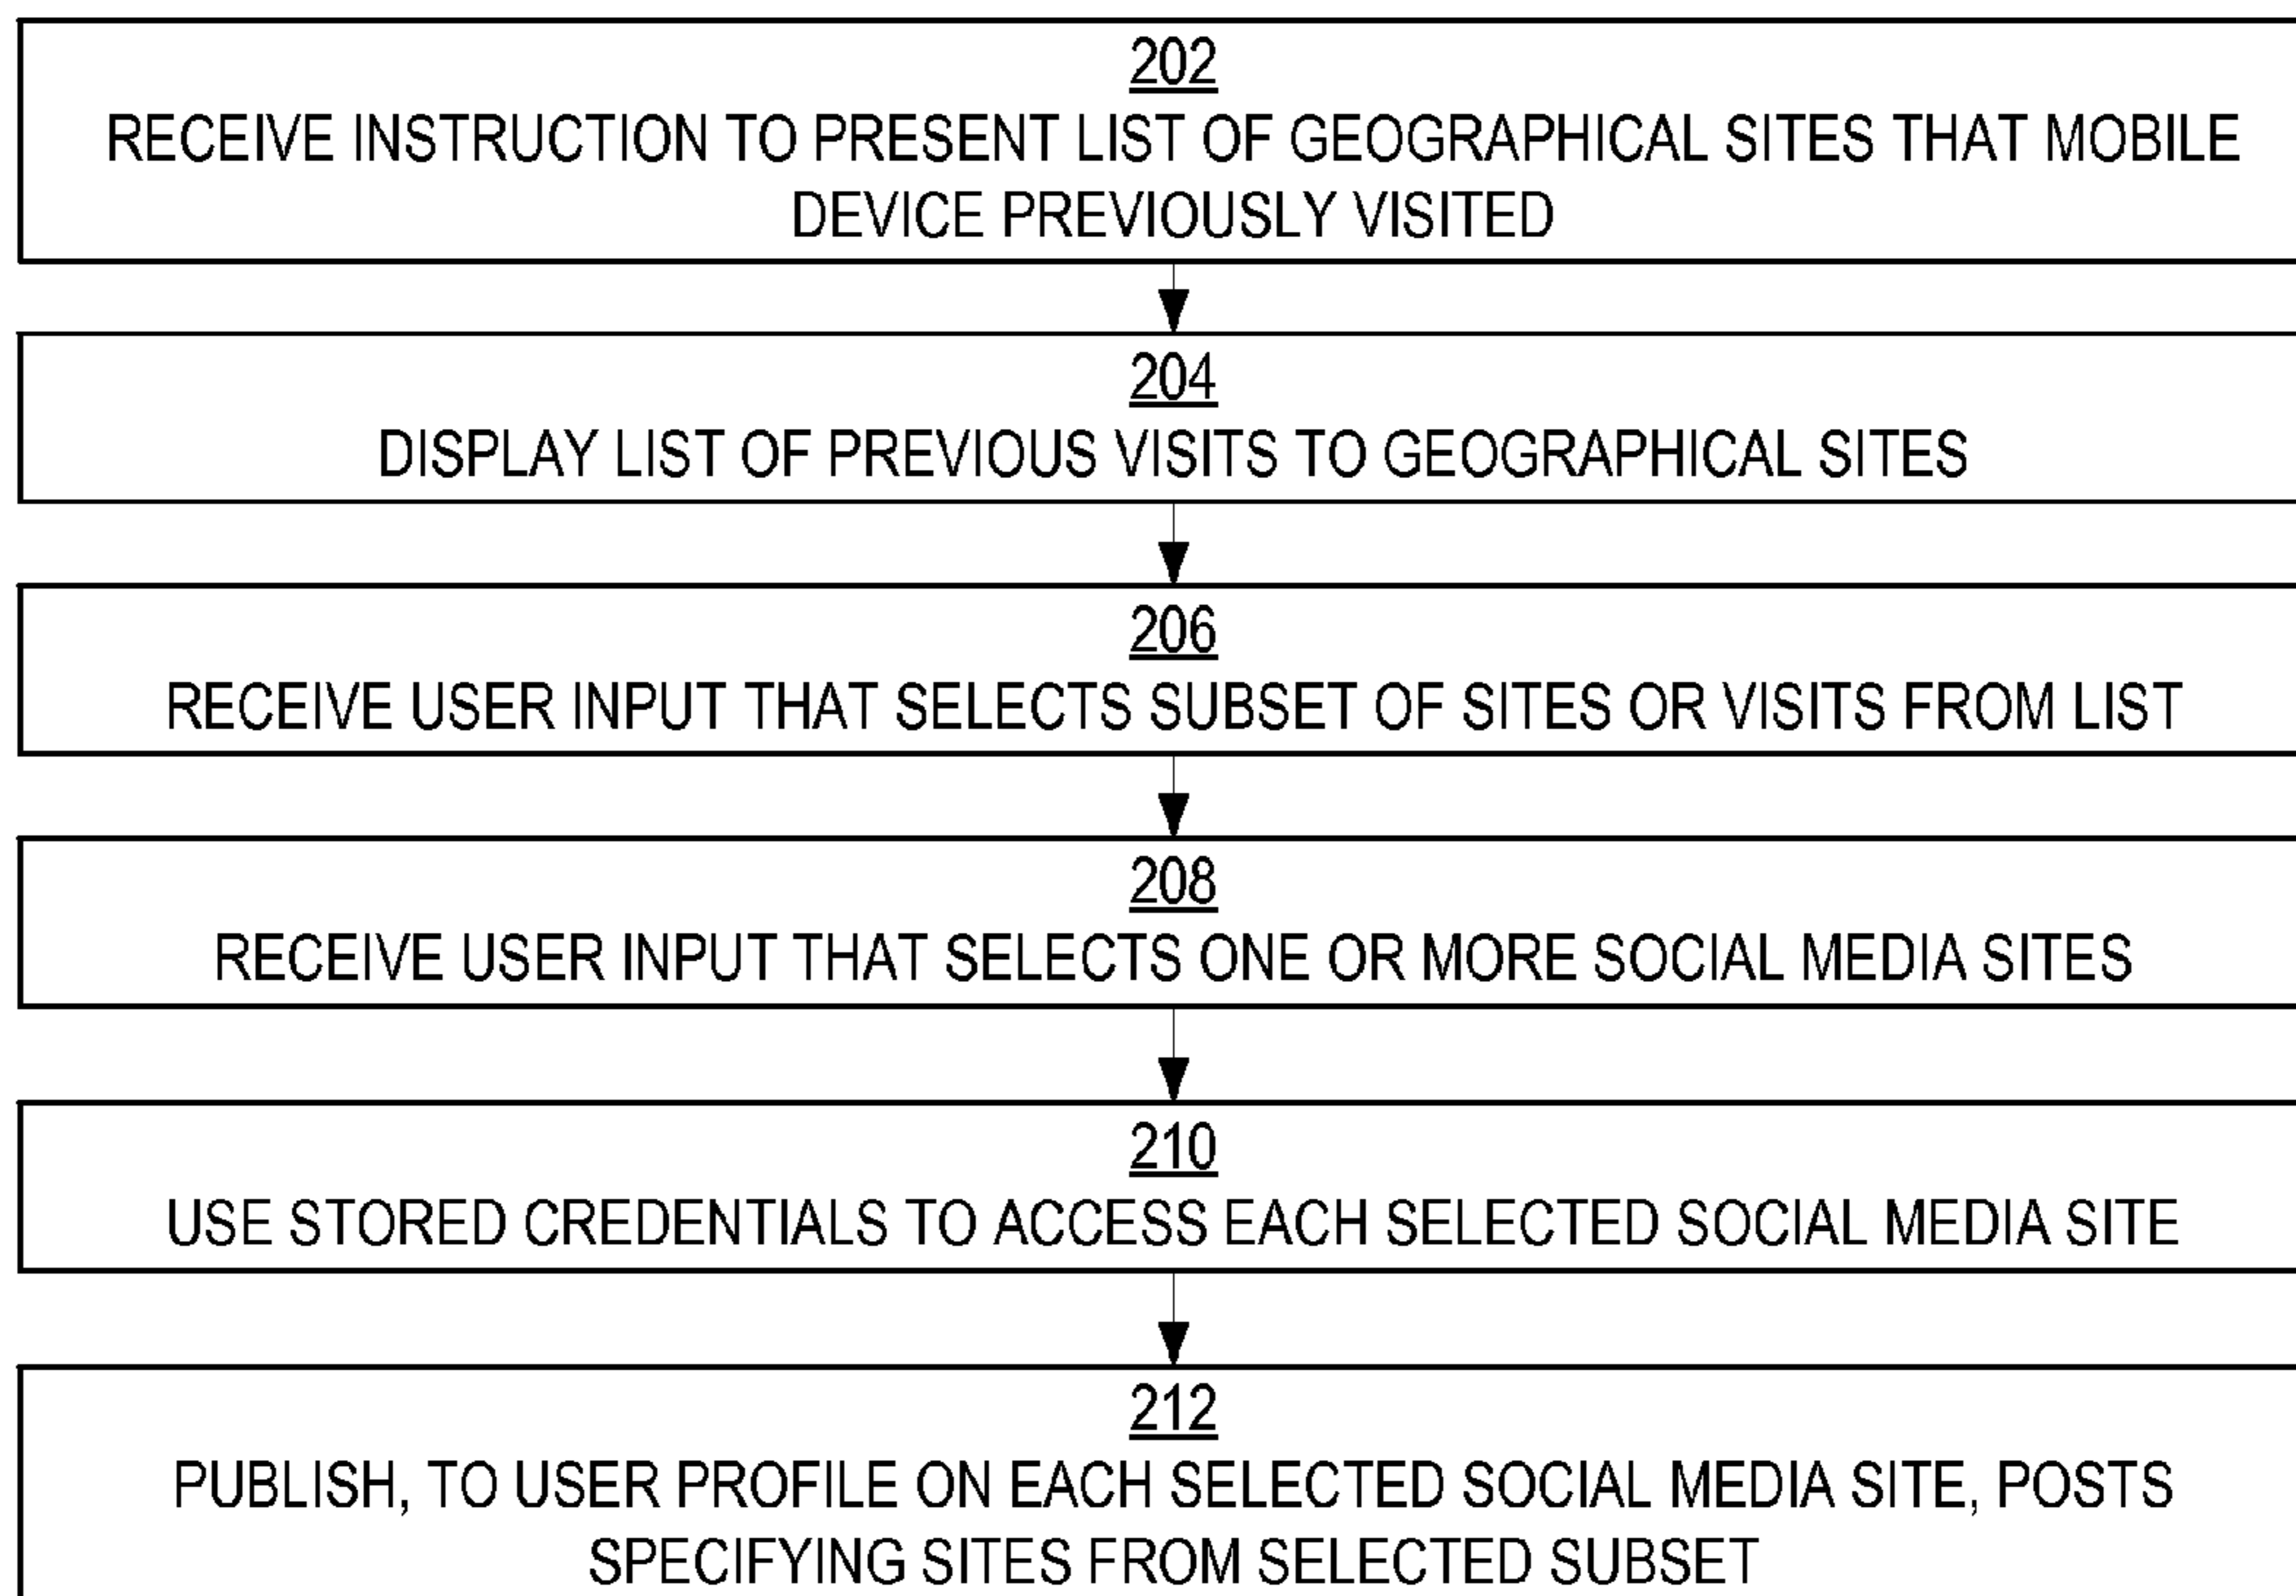 202
RECEIVE INSTRUCTION TO PRESENT LIST OF GEOGRAPHICAL SITES THAT MOBILE
DEVICE PREVIOUSLY VISITED
204
DISPLAY LIST OF PREVIOUS VISITS TO GEOGRAPHICAL SITES
206
RECEIVE USER INPUT THAT SELECTS SUBSET OF SITES OR VISITS FROM LIST
208
RECEIVE USER INPUT THAT SELECTS ONE OR MORE SOCIAL MEDIA SITES
210
USE STORED CREDENTIALS TO ACCESS EACH SELECTED SOCIAL MEDIA SITE
212
PUBLISH, TO USER PROFILE ON EACH SELECTED SOCIAL MEDIA SITE, POSTS
SPECIFYING SITES FROM SELECTED SUBSET